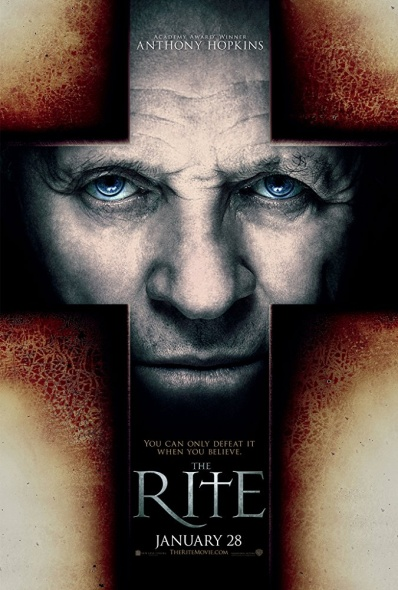 ACADEMY AWARD WINNER
ANTHONY HOPKINS
YOU CAN ONLY DEFEAT IT
WHEN YOU BELIEVE.
THE
RITE
JANUARY 28
THERITEMOVIE.COM